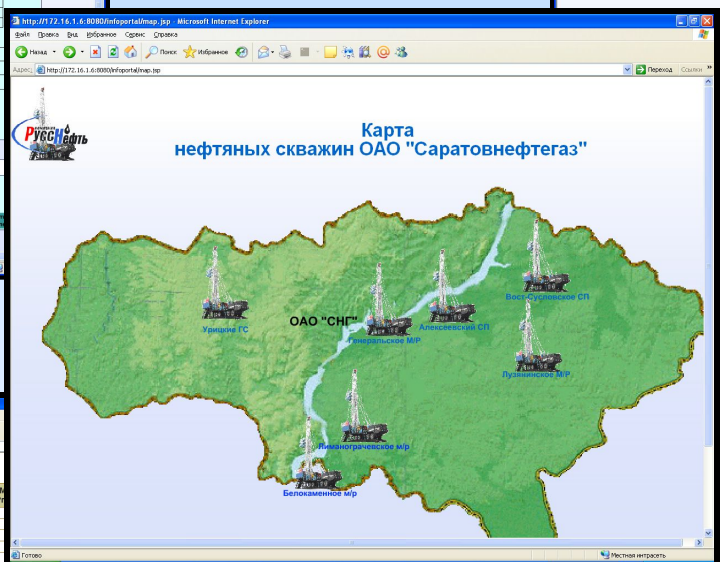 http://172.16.1.6:8080/infoportal/map.jsp - Microsoft Internet Explorer
Файл Правка Вид Избранное Сервис Справка
Назад Поиск Избранное
Адрес: http://172.16.1.6:8080/infoportal/map.jsp Переход Ссылки »
РуссНефть
Карта
нефтяных скважин ОАО "Саратовнефтегаз"
Вост-Сусловское СП
ОАО "СНГ"
Урицкие ГС
Алексеевский СП
Генеральское М/Р
Лузянинское М/Р
Лиманограчевское м/р
Белокаменное м/р
Готово Местная интрасеть